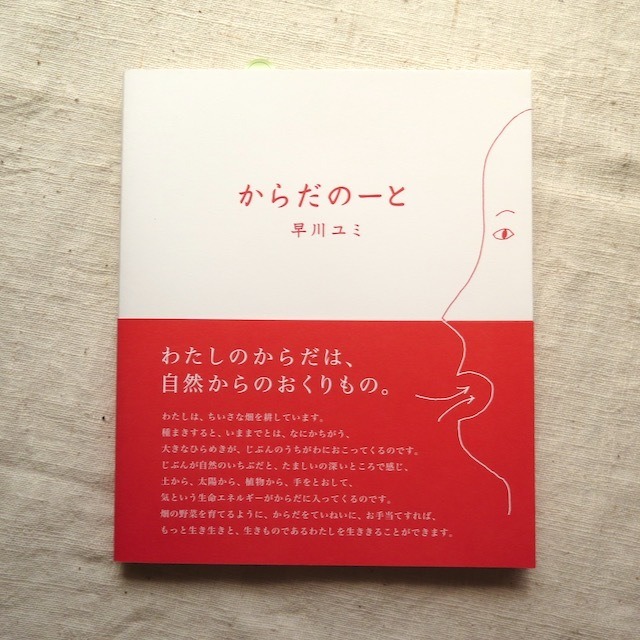 からだのーと
早川ユミ
わたしのからだは、
自然からのおくりもの。
わたしは、ちいさな畑を耕しています。
種まきすると、いままでとは、なにかちがう、
大きなひらめきが、じぶんのうちがわにおこってくるのです。
じぶんが自然のいちぶだと、たましいの深いところで感じ、
土から、太陽から、植物から、手をとおして、
気という生命エネルギーがからだに入ってくるのです。
畑の野菜を育てるように、からだをていねいに、お手当てすれば、
もっと生き生きと、生きものであるわたしを生ききることができます。